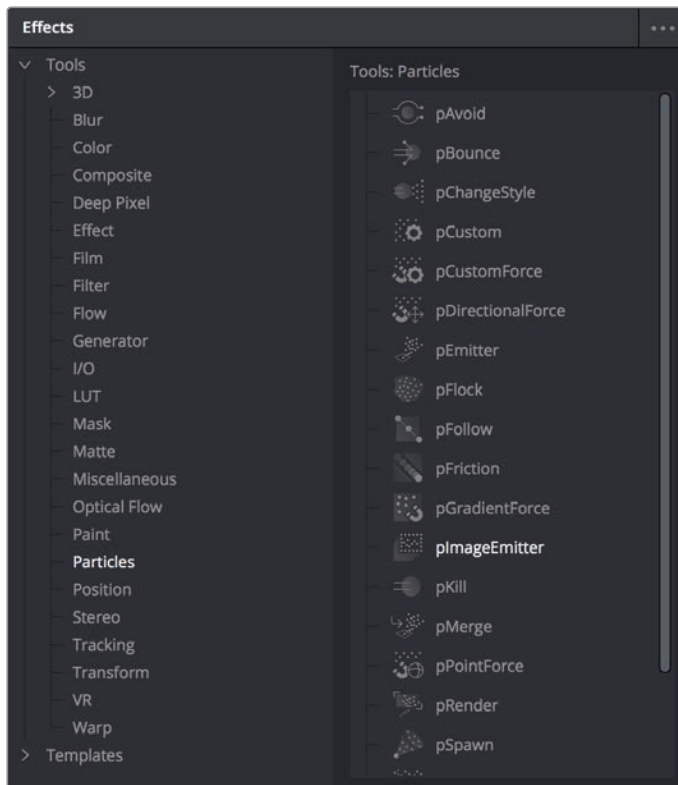 Effects
Tools
3D
Blur
Color
Composite
Deep Pixel
Effect
Film
Filter
Flow
Generator
I/O
LUT
Mask
Matte
Miscellaneous
Optical Flow
Paint
Particles
Position
Stereo
Tracking
Transform
VR
Warp
Templates
Tools: Particles
pAvoid
pBounce
pChangeStyle
pCustom
pCustomForce
pDirectionalForce
pEmitter
pFlock
pFollow
pFriction
pGradientForce
pImageEmitter
pKill
pMerge
pPointForce
pRender
pSpawn